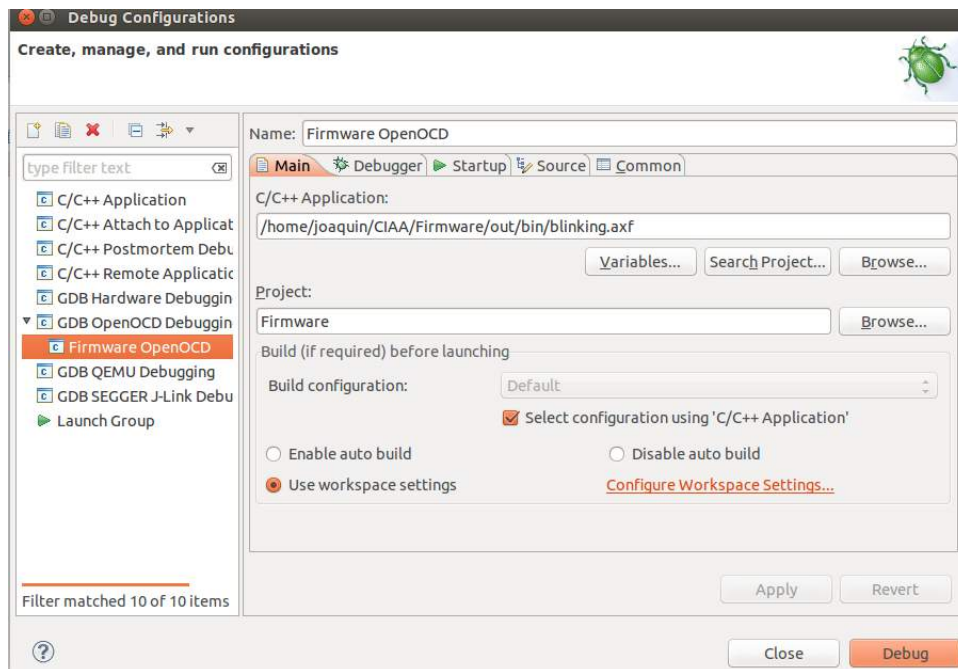 Debug Configurations
Create, manage, and run configurations
type filter text
C/C++ Application
C/C++ Attach to Applicat
C/C++ Postmortem Debu
C/C++ Remote Applicatic
GDB Hardware Debuggin
GDB OpenOCD Debuggin
Firmware OpenOCD
GDB QEMU Debugging
GDB SEGGER J-Link Debu
Launch Group
Filter matched 10 of 10 items
Name: Firmware OpenOCD
Main Debugger Startup Source Common
C/C++ Application:
/home/joaquin/CIAA/Firmware/out/bin/blinking.axf
Variables... Search Project... Browse...
Project:
Firmware Browse...
Build (if required) before launching
Build configuration: Default
Select configuration using 'C/C++ Application'
Enable auto build Disable auto build
Use workspace settings Configure Workspace Settings...
Apply Revert
Close Debug